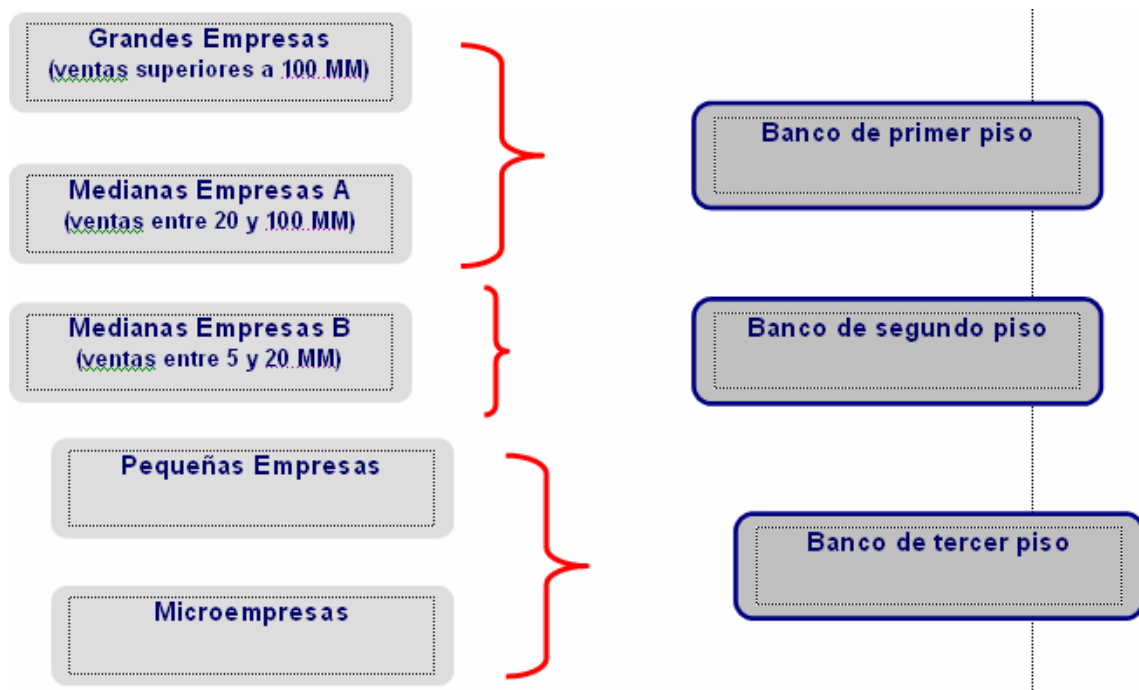 Grandes Empresas
(ventas superiores a 100 MM)
Banco de primer piso
Medianas Empresas A
(ventas entre 20 y 100 MM)
Medianas Empresas B
(ventas entre 5 y 20 MM)
Banco de segundo piso
Pequeñas Empresas
Banco de tercer piso
Microempresas